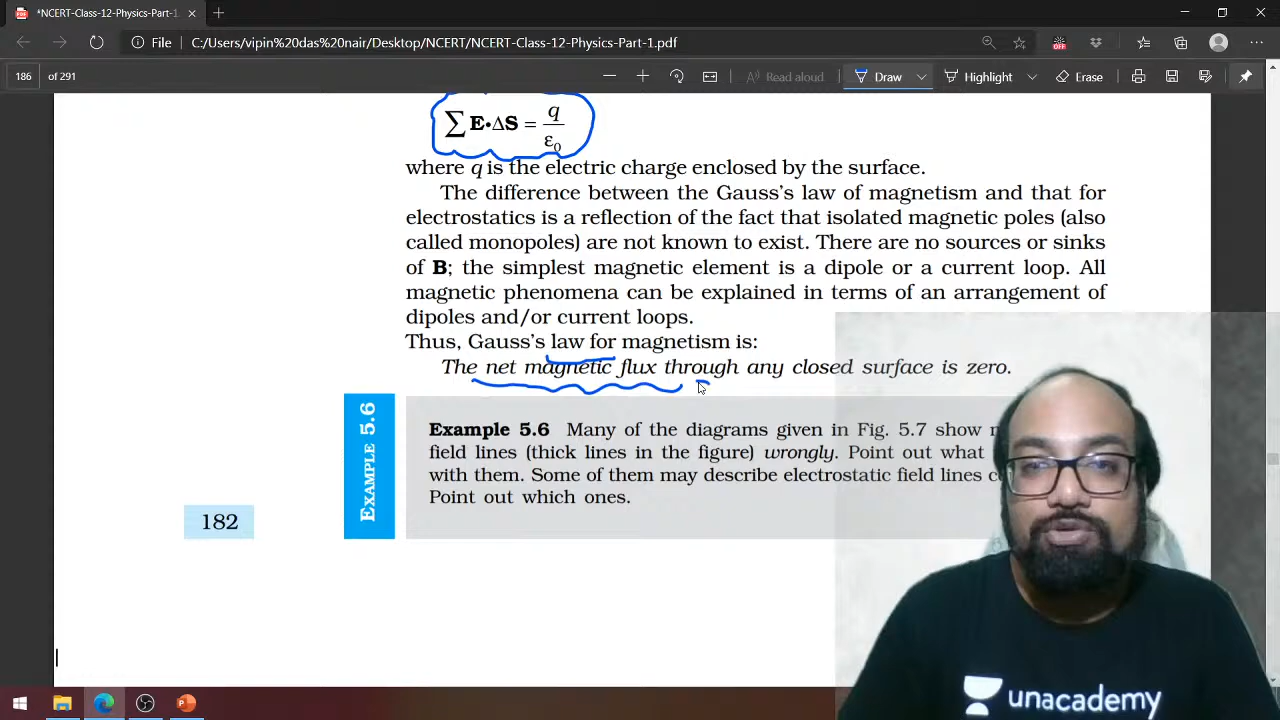 *NCERT-Class-12-Physics-Part-1.
File C:/Users/vipin%20das%20nair/Desktop/NCERT/NCERT-Class-12-Physics-Part-1.pdf
186 of 291 Read aloud Draw Highlight Erase
∑ E•ΔS = q/ε0
where q is the electric charge enclosed by the surface.
The difference between the Gauss's law of magnetism and that for
electrostatics is a reflection of the fact that isolated magnetic poles (also
called monopoles) are not known to exist. There are no sources or sinks
of B; the simplest magnetic element is a dipole or a current loop. All
magnetic phenomena can be explained in terms of an arrangement of
dipoles and/or current loops.
Thus, Gauss's law for magnetism is:
The net magnetic flux through any closed surface is zero.
EXAMPLE 5.6
Example 5.6 Many of the diagrams given in Fig. 5.7 show
field lines (thick lines in the figure) wrongly. Point out what
with them. Some of them may describe electrostatic field lines
Point out which ones.
182
unacademy